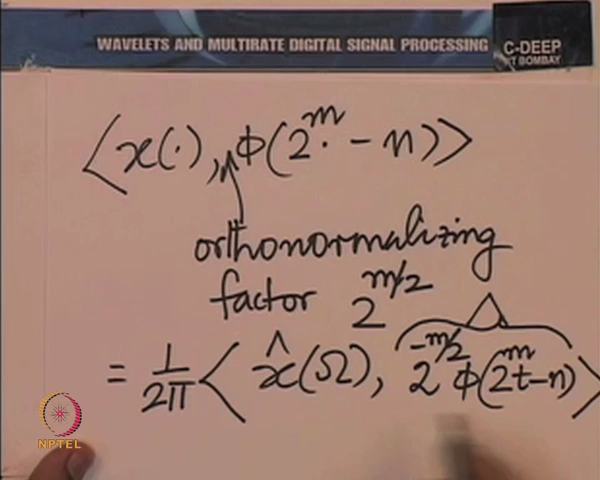 WAVELETS AND MULTIRATE DIGITAL SIGNAL PROCESSING
C-DEEP
IIT BOMBAY
⟨x(·), φ(2^m · − n)⟩
orthonormalizing
factor 2^{m/2}
= 1/2π ⟨ x̂(Ω), 2^{-m/2} φ(2^m t−n)^ ⟩
NPTEL